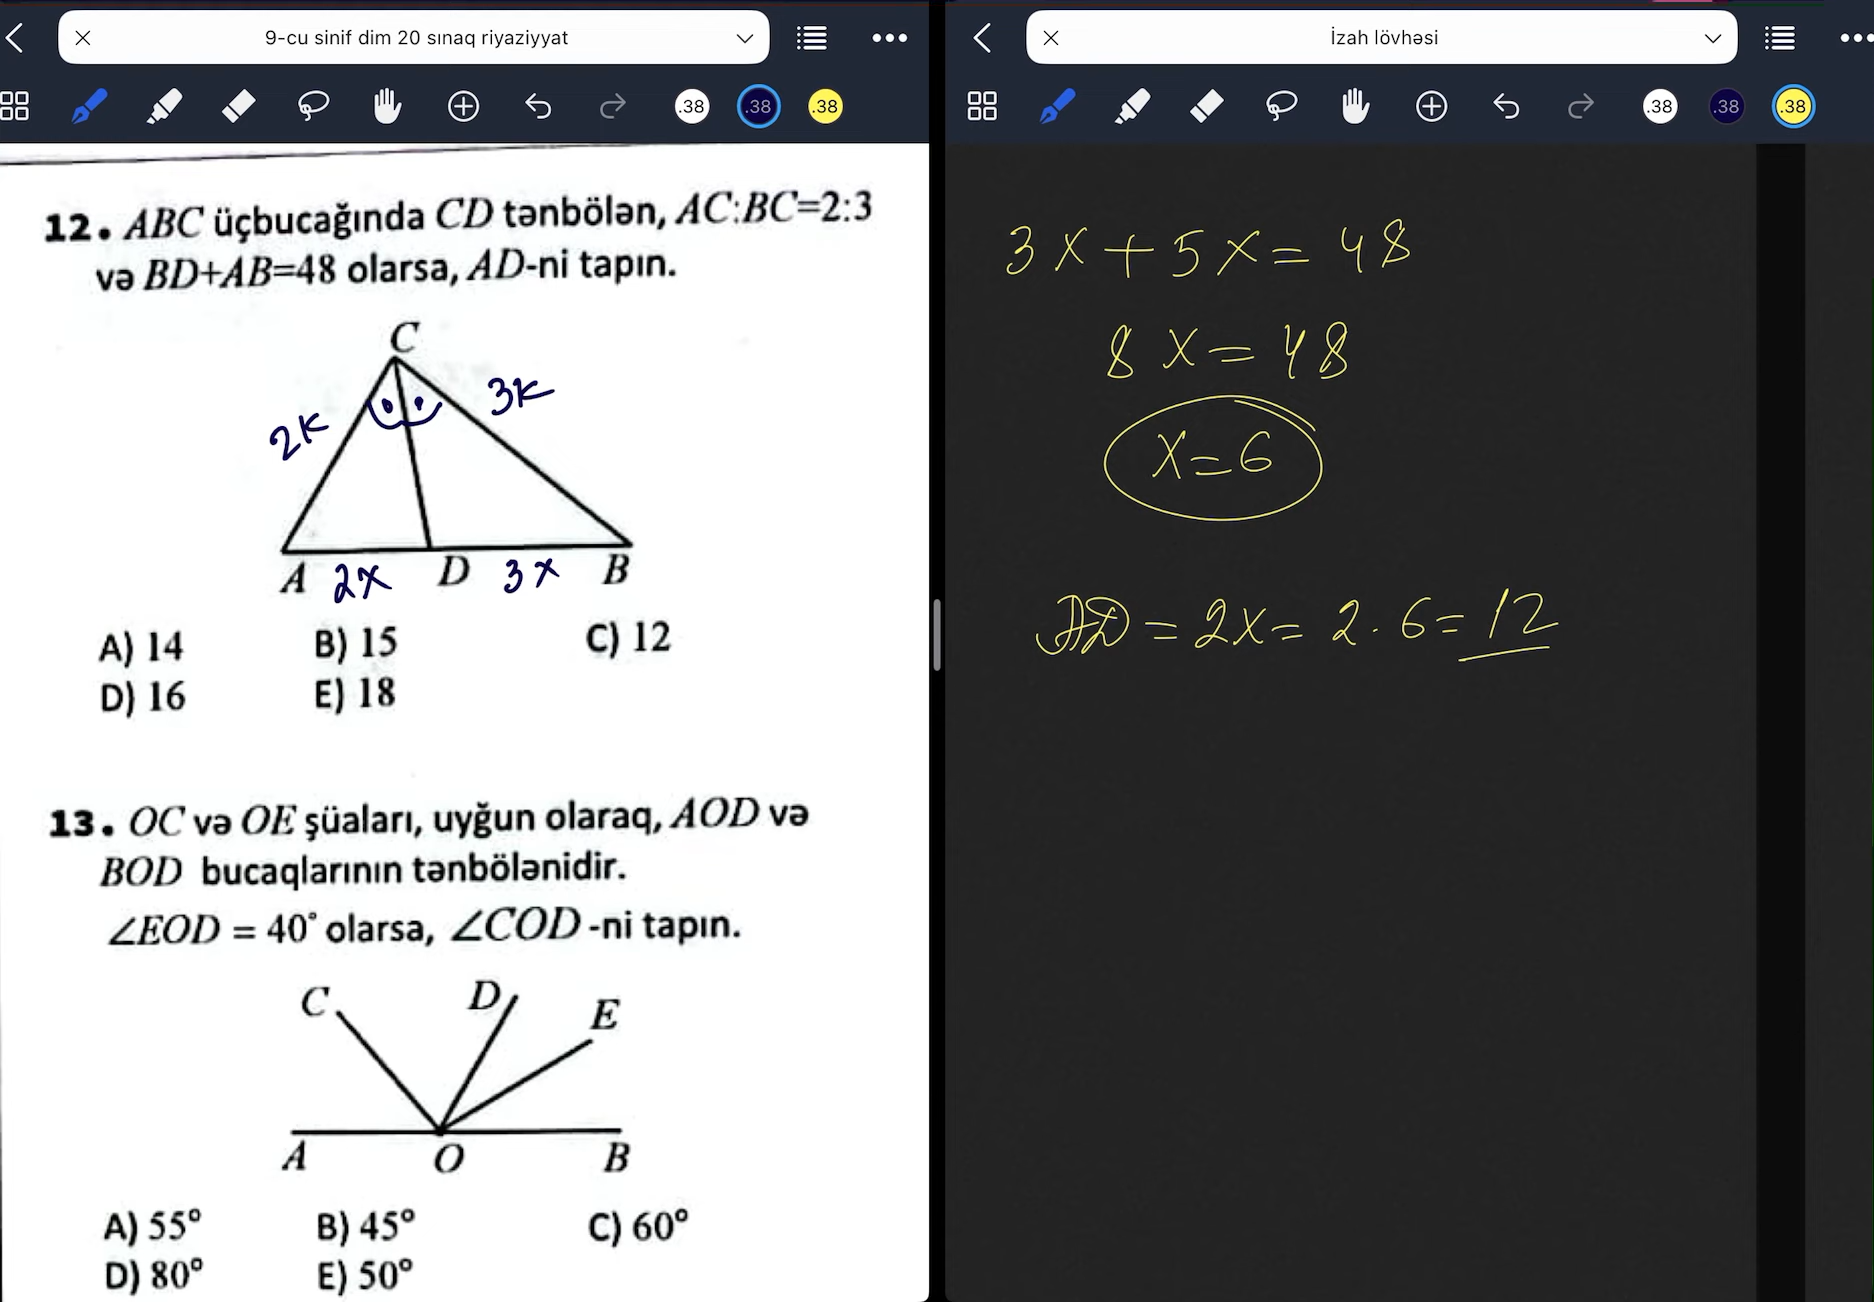 9-cu sinif dim 20 sınaq riyaziyyat
.38 .38 .38
12. ABC üçbucağında CD tənbölən, AC:BC=2:3
və BD+AB=48 olarsa, AD-ni tapın.
C
2k
3k
A 2x D 3x B
A) 14 B) 15 C) 12
D) 16 E) 18
13. OC və OE şüaları, uyğun olaraq, AOD və
BOD bucaqlarının tənbölənidir.
∠EOD = 40° olarsa, ∠COD -ni tapın.
C D E
A O B
A) 55° B) 45° C) 60°
D) 80° E) 50°
İzah lövhəsi
.38 .38 .38
3x+5x=48
8x=48
x=6
AD=2x=2·6=12